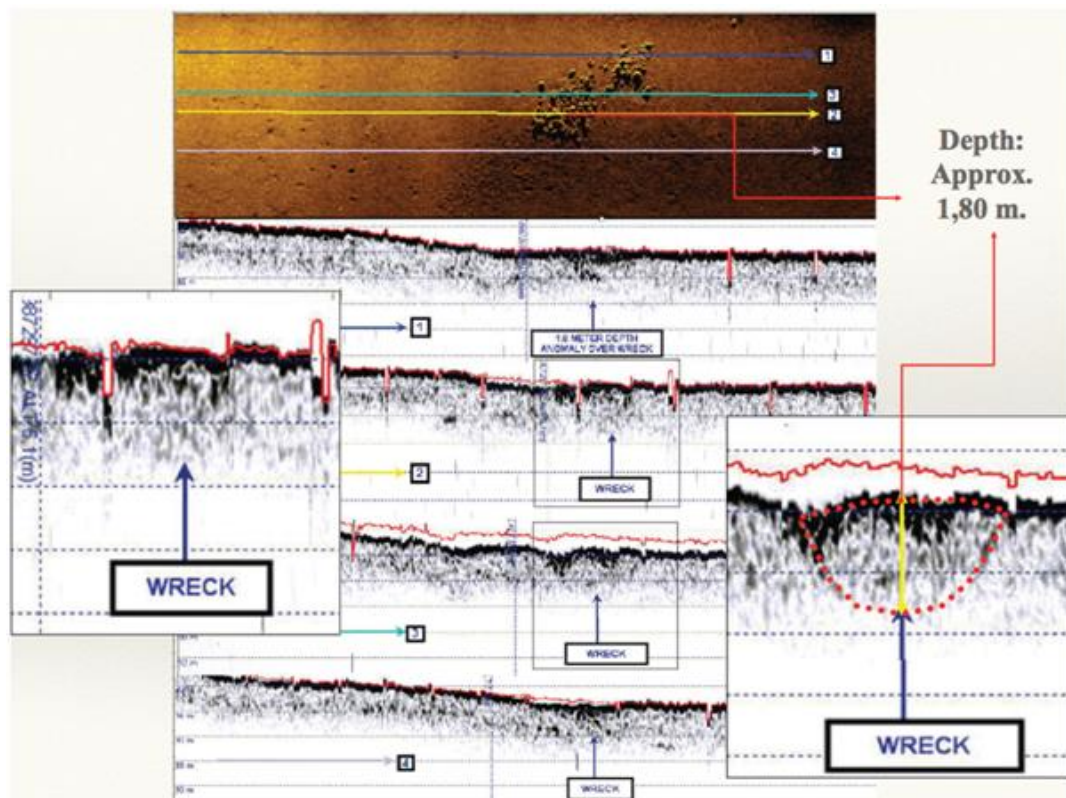 1
3
2
4
Depth:
Approx.
1,80 m.
1
1.8 METER DEPTH
ANOMALY OVER WRECK
2
WRECK
WRECK
3
WRECK
4
WRECK
WRECK